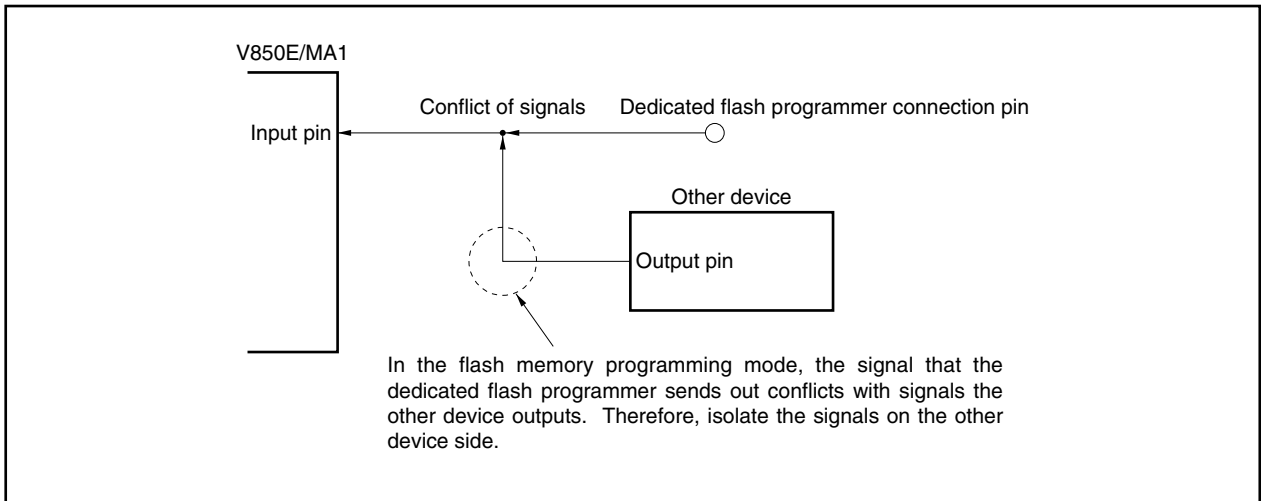 V850E/MA1
Conflict of signals
Dedicated flash programmer connection pin
Input pin
Other device
Output pin
In the flash memory programming mode, the signal that the
dedicated flash programmer sends out conflicts with signals the
other device outputs. Therefore, isolate the signals on the other
device side.